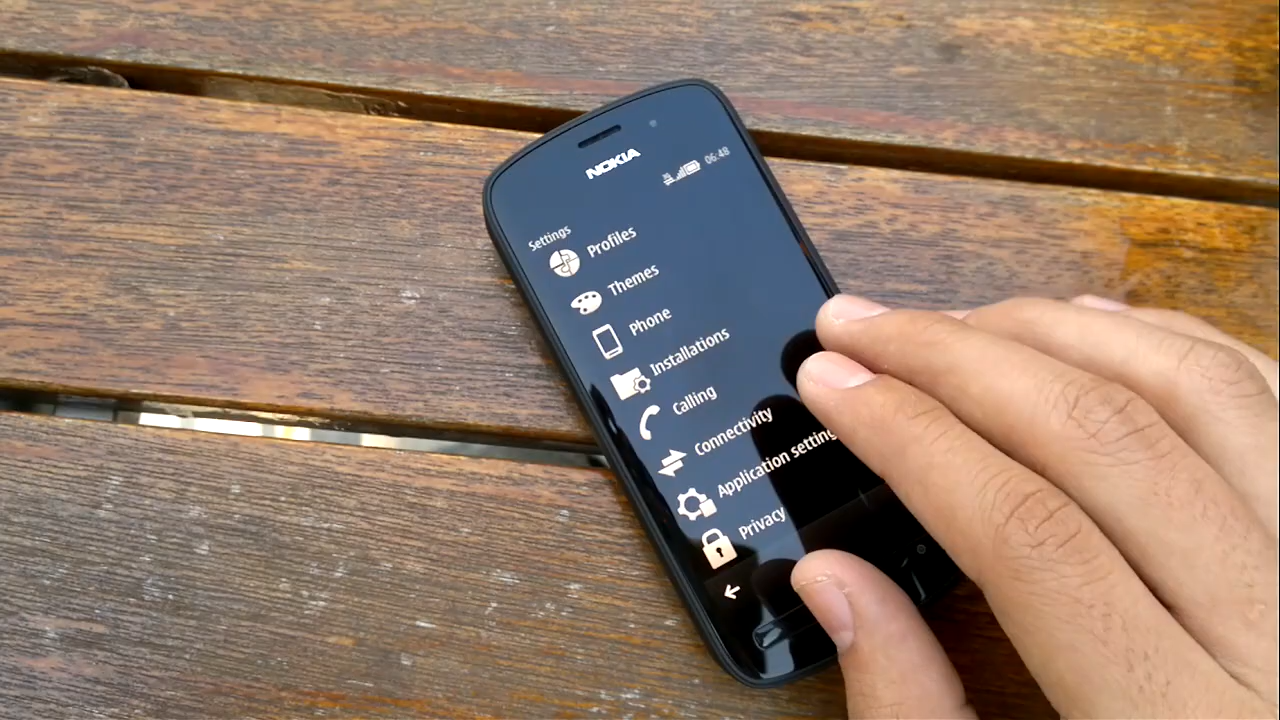 NOKIA
06:48
Settings
Profiles
Themes
Phone
Installations
Calling
Connectivity
Application setting
Privacy